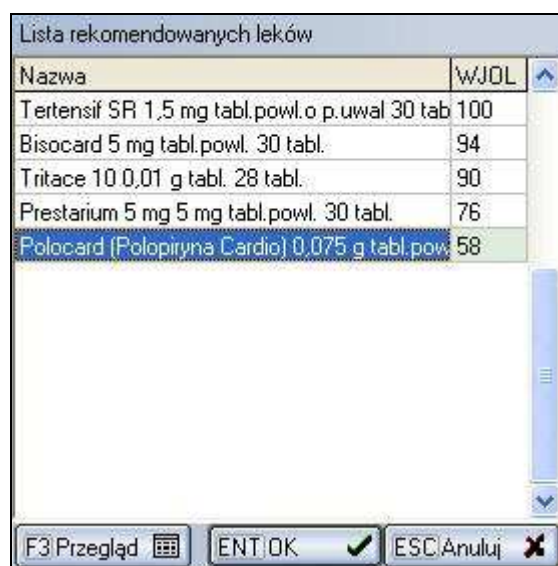 Lista rekomendowanych leków
Nazwa WJOL
Tertensif SR 1,5 mg tabl.powl.o p.uwal 30 tab 100
Bisocard 5 mg tabl.powl. 30 tabl. 94
Tritace 10 0,01 g tabl. 28 tabl. 90
Prestarium 5 mg 5 mg tabl.powl. 30 tabl. 76
Polocard (Polopiryna Cardio) 0,075 g tabl.pow 58
F3 Przegląd ENT OK ESC Anuluj